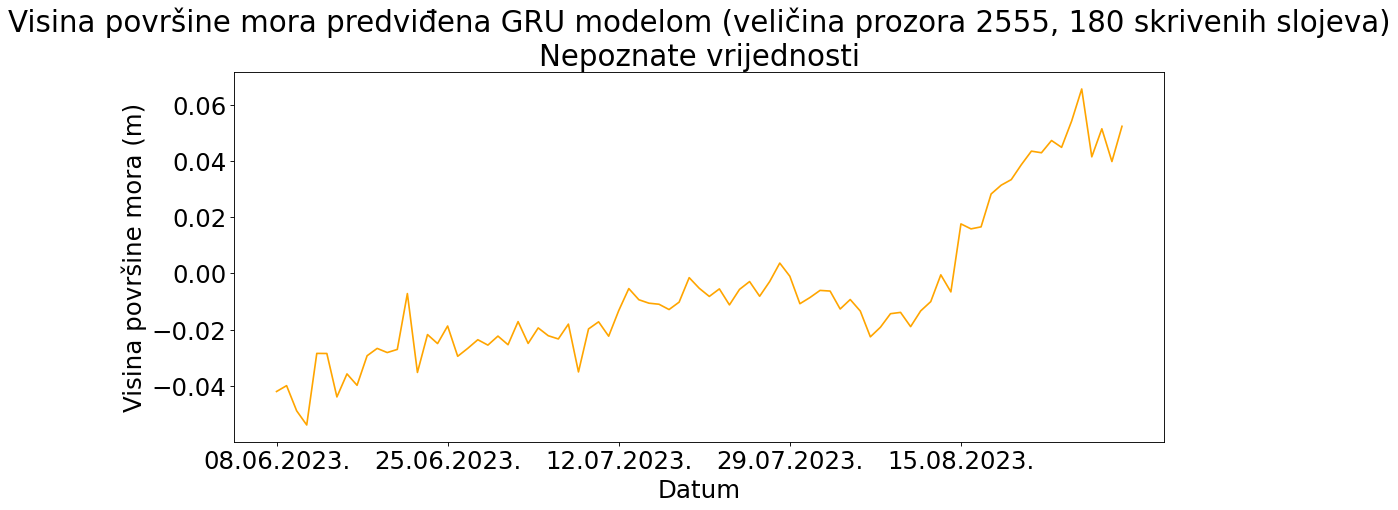 Visina površine mora predviđena GRU modelom (veličina prozora 2555, 180 skrivenih slojeva)
Nepoznate vrijednosti
Visina površine mora (m)
0.06
0.04
0.02
0.00
−0.02
−0.04
08.06.2023.
25.06.2023.
12.07.2023.
29.07.2023.
15.08.2023.
Datum